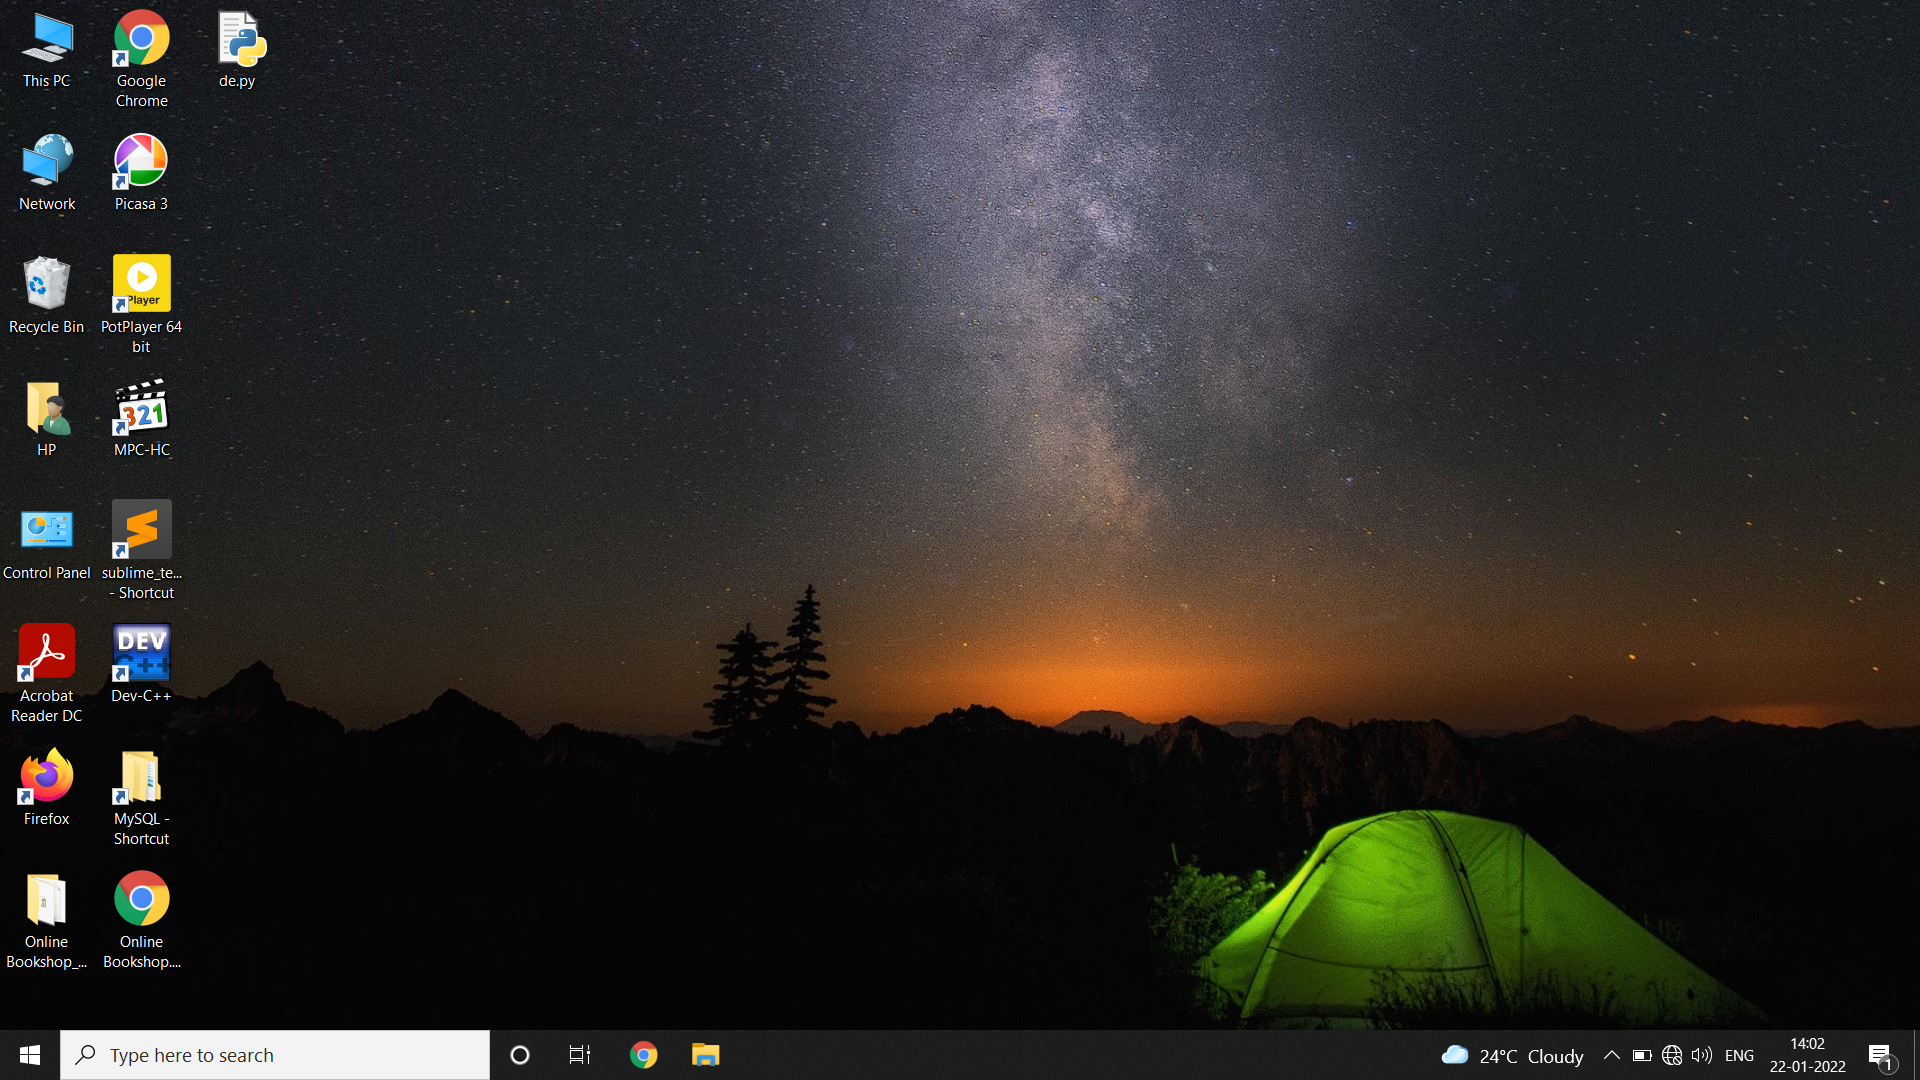 This PC
Google
Chrome
de.py
Network
Picasa 3
Recycle Bin
Player
PotPlayer 64
bit
HP
321
MPC-HC
Control Panel
sublime_te...
- Shortcut
Acrobat
Reader DC
DEV
C++
Dev-C++
Firefox
MySQL -
Shortcut
Online
Bookshop_...
Online
Bookshop....
Type here to search
24°C Cloudy
ENG
14:02
22-01-2022
1